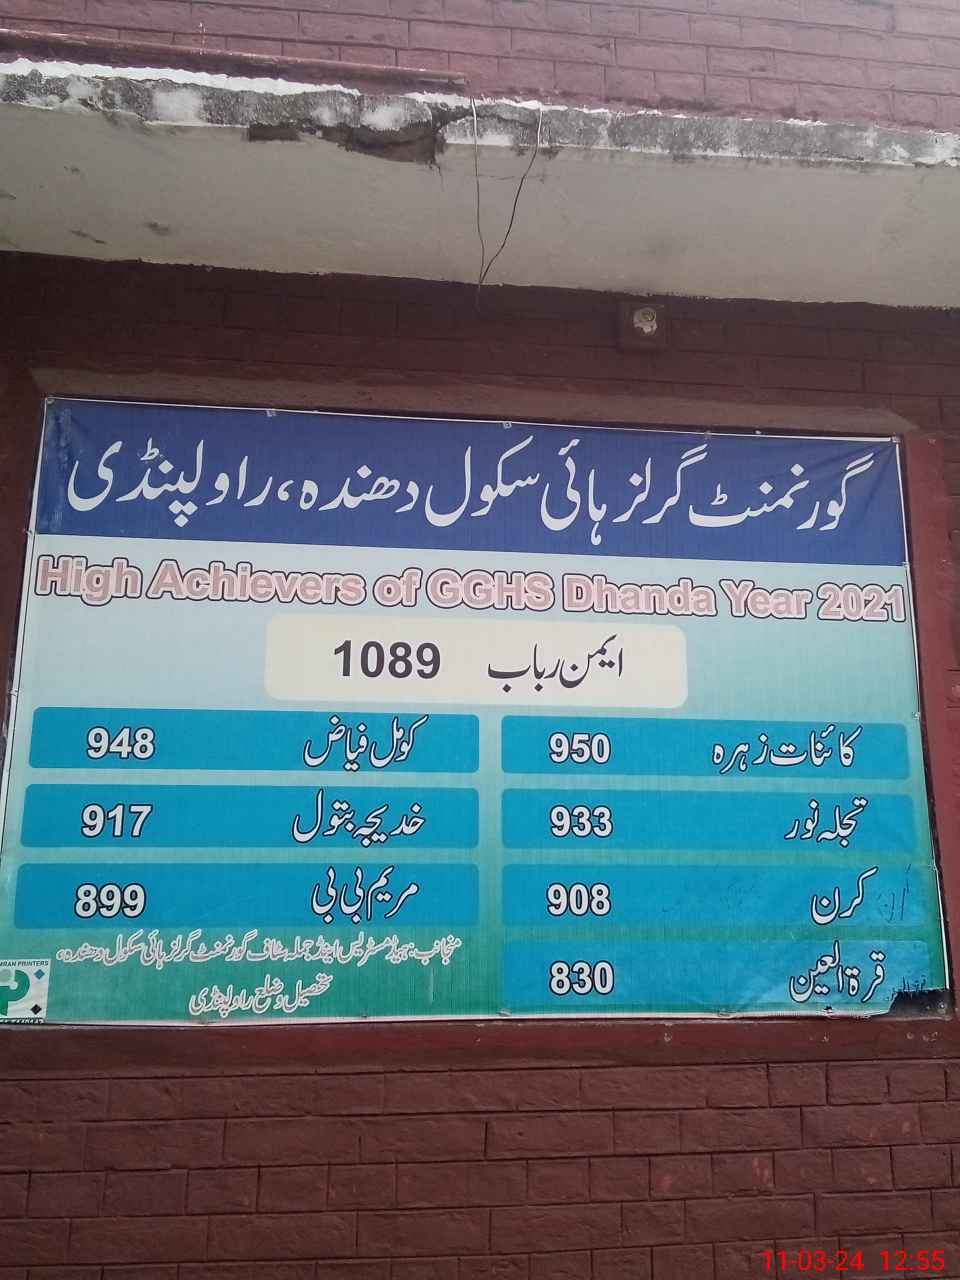 گورنمنٹ گرلز ہائی سکول دھندہ، راولپنڈی
High Achievers of GGHS Dhanda Year 2021
ایمن رباب 1089
کائنات زہرہ 950
کومل فیاض 948
تجلہ نور 933
خدیجہ بتول 917
کرن 908
مریم بی بی 899
قرۃ العین 830
منجانب: ہیڈ مسٹریس اینڈ جملہ سٹاف گورنمنٹ گرلز ہائی سکول دھندہ،
تحصیل و ضلع راولپنڈی
PRINTERS
11-03-24 12:55